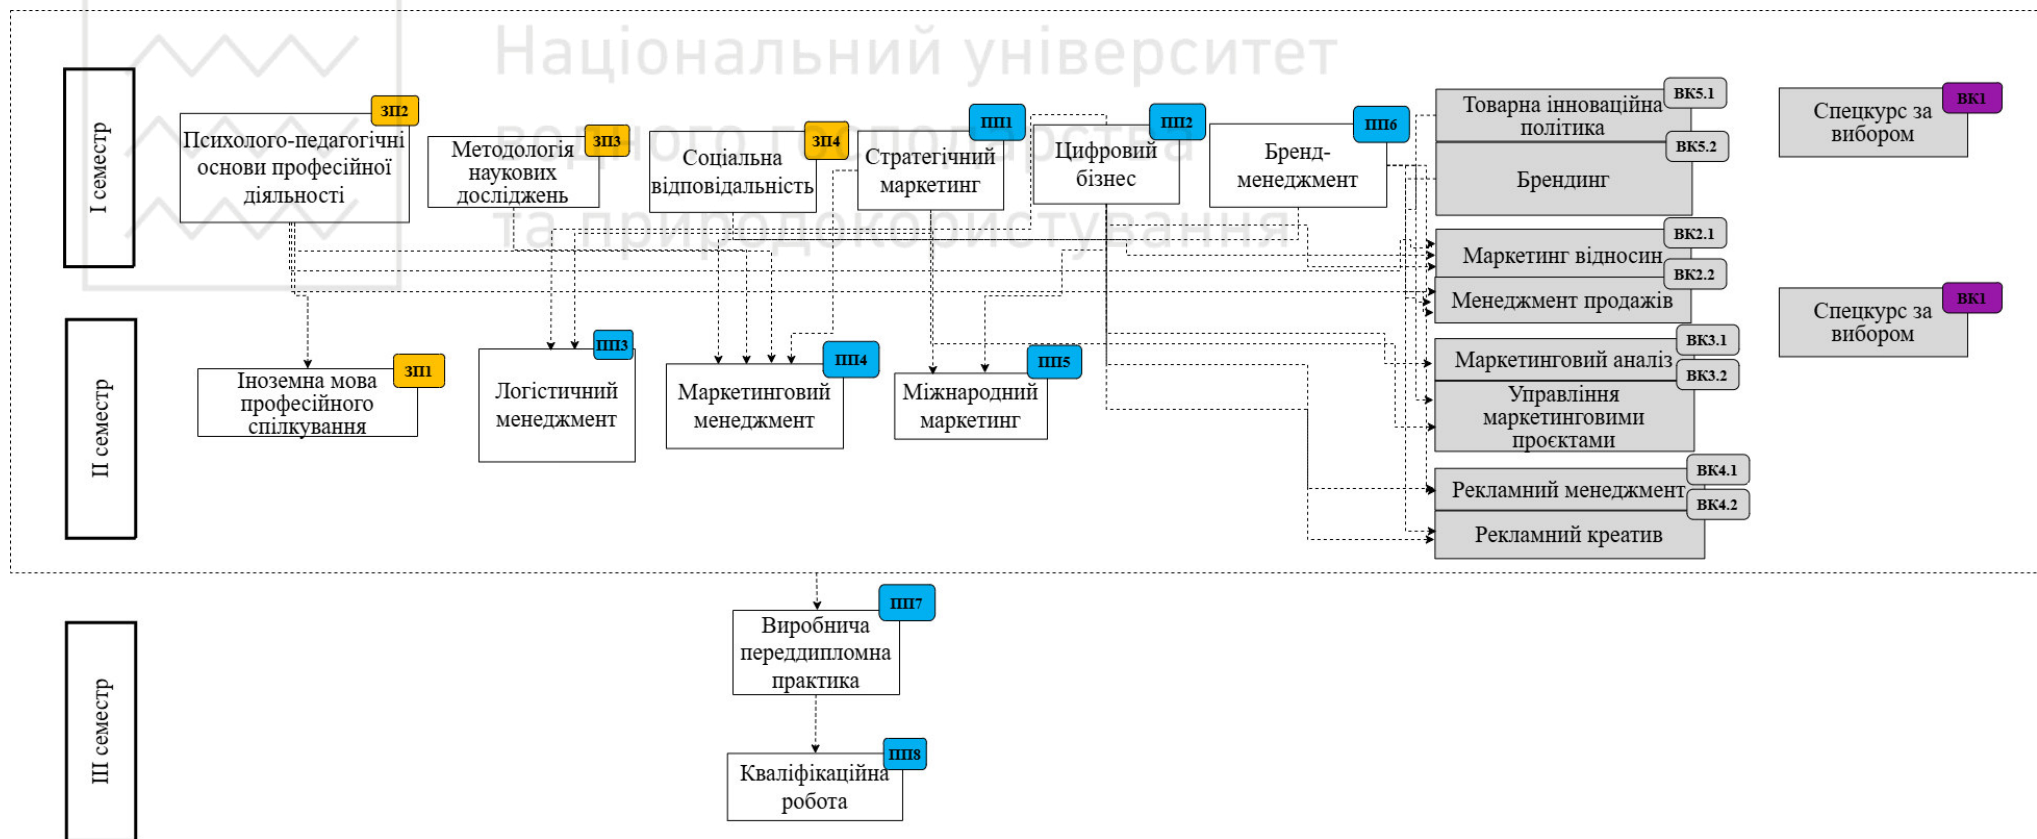 Національний університет
водного господарства
та природокористування
І семестр
ЗП2
Психолого-педагогічні
основи професійної
діяльності
ЗП3
Методологія
наукових
досліджень
ЗП4
Соціальна
відповідальність
ПП1
Стратегічний
маркетинг
ПП2
Цифровий
бізнес
ПП6
Бренд-
менеджмент
ВК5.1
Товарна інноваційна
політика
ВК5.2
Брендинг
ВК2.1
Маркетинг відносин
ВК2.2
Менеджмент продажів
ВК1
Спецкурс за
вибором
ІІ семестр
ЗП1
Іноземна мова
професійного
спілкування
ПП3
Логістичний
менеджмент
ПП4
Маркетинговий
менеджмент
ПП5
Міжнародний
маркетинг
ВК3.1
Маркетинговий аналіз
ВК3.2
Управління
маркетинговими
проєктами
ВК4.1
Рекламний менеджмент
ВК4.2
Рекламний креатив
ВК1
Спецкурс за
вибором
ІІІ семестр
ПП7
Виробнича
переддипломна
практика
ПП8
Кваліфікаційна
робота